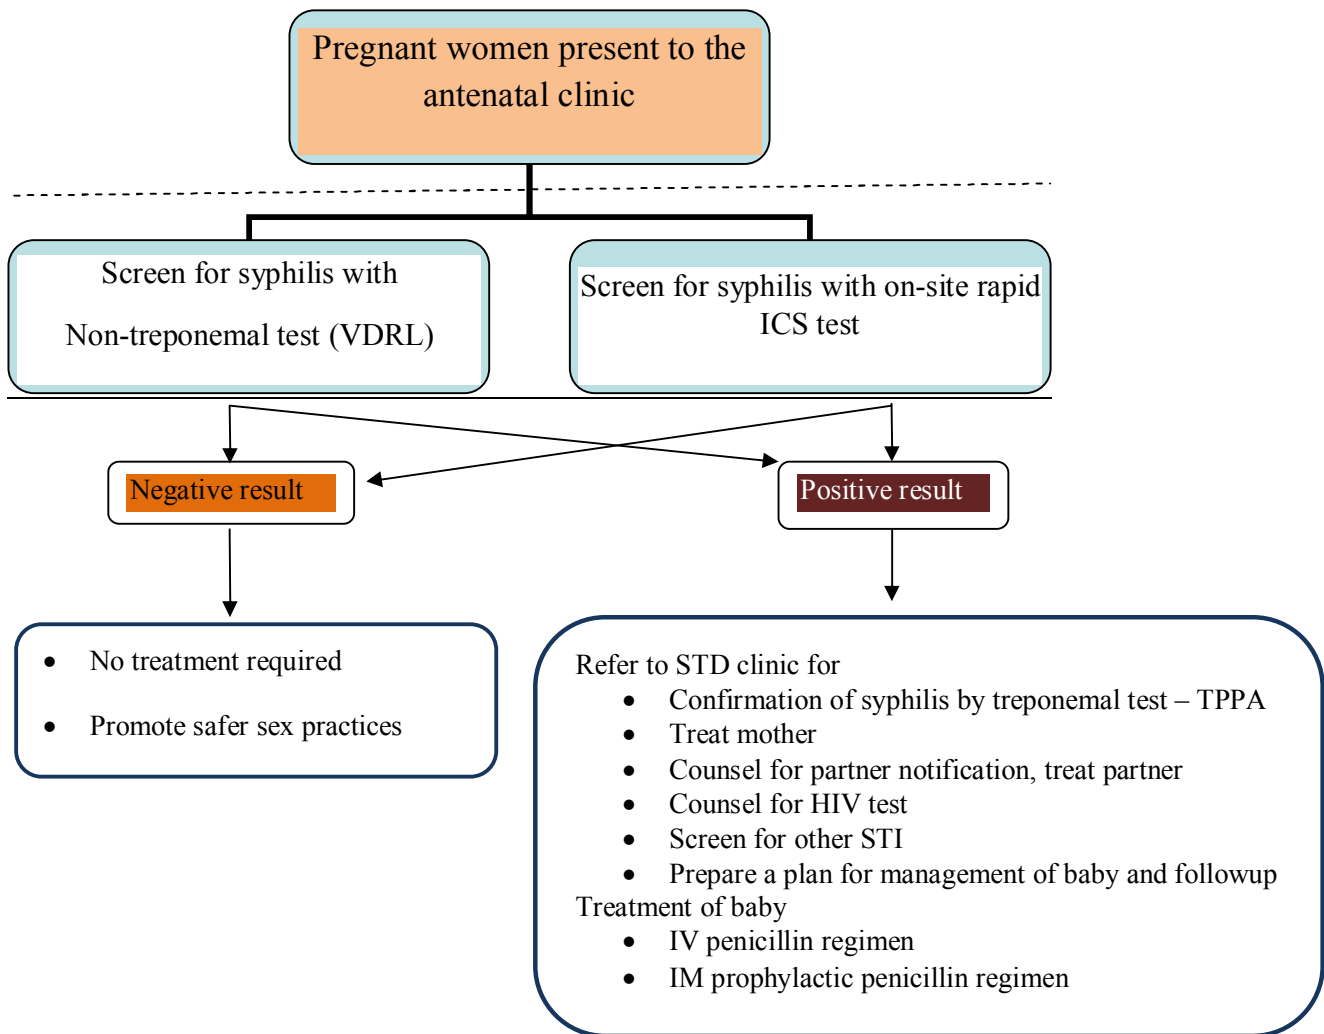 Pregnant women present to the
antenatal clinic
Screen for syphilis with
Non-treponemal test (VDRL)
Screen for syphilis with on-site rapid
ICS test
Negative result
Positive result
• No treatment required
• Promote safer sex practices
Refer to STD clinic for
• Confirmation of syphilis by treponemal test – TPPA
• Treat mother
• Counsel for partner notification, treat partner
• Counsel for HIV test
• Screen for other STI
• Prepare a plan for management of baby and followup
Treatment of baby
• IV penicillin regimen
• IM prophylactic penicillin regimen